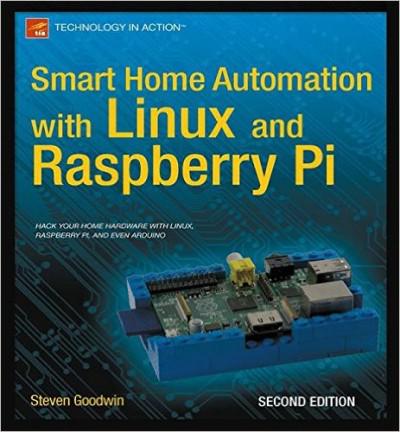 tia
TECHNOLOGY IN ACTION™
Smart Home Automation
with Linux and
Raspberry Pi
HACK YOUR HOME HARDWARE WITH LINUX,
RASPBERRY PI, AND EVEN ARDUINO
Steven Goodwin
SECOND EDITION